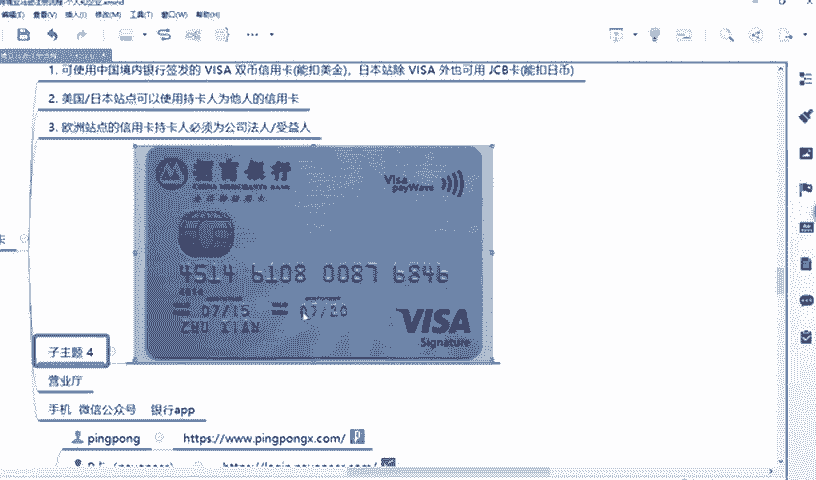 编辑(E) 查看(V) 插入(I) 修改(M) 工具(T) 窗口(W) 帮助(H)
1. 可使用中国境内银行签发的 VISA 双币信用卡(能扣美金)，日本站除 VISA 外也可用 JCB卡(能扣日币)
2. 美国/日本站点可以使用持卡人为他人的信用卡
3. 欧洲站点的信用卡持卡人必须为公司法人/受益人
招商银行
CHINA MERCHANTS BANK
Visa
payWave
卡
4514 6108 0087 6846
4514
07/15 07/20
ZHU XIAN
VISA
Signature
子主题 4
营业厅
手机 微信公众号 银行app
pingpong https://www.pingpongx.com/